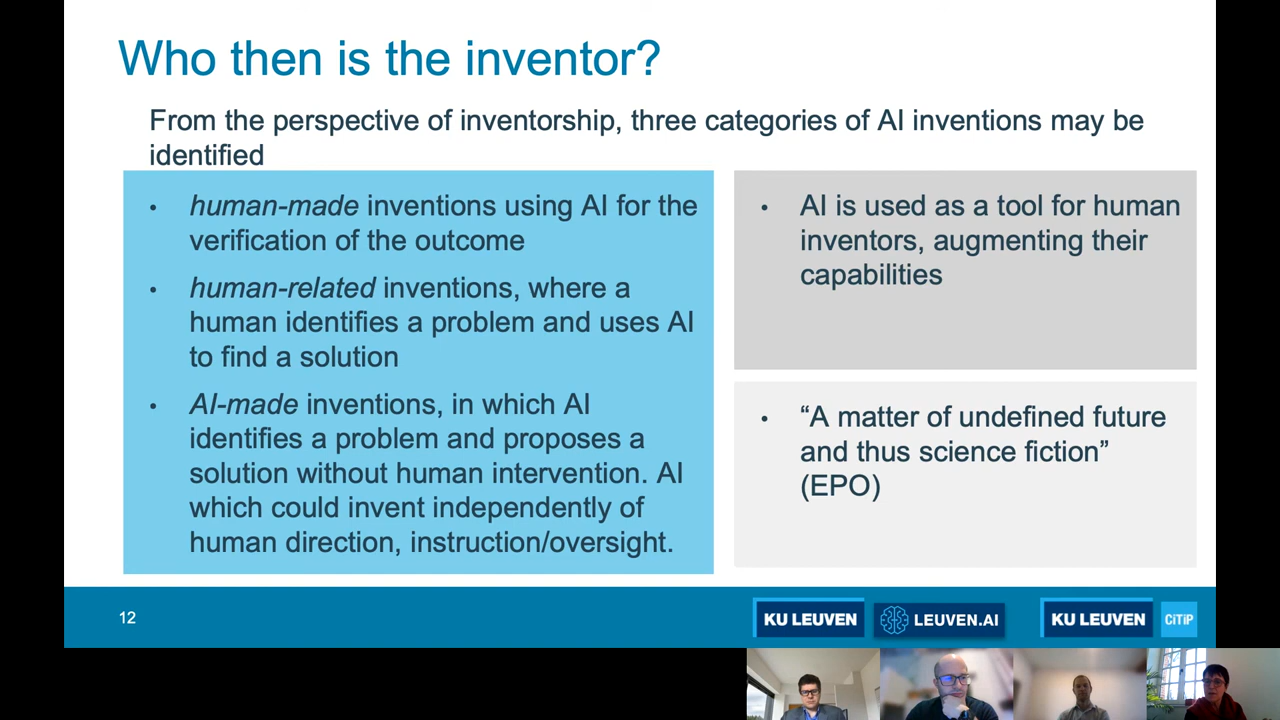 Who then is the inventor?
From the perspective of inventorship, three categories of AI inventions may be
identified
• human-made inventions using AI for the
verification of the outcome
• human-related inventions, where a
human identifies a problem and uses AI
to find a solution
• AI-made inventions, in which AI
identifies a problem and proposes a
solution without human intervention. AI
which could invent independently of
human direction, instruction/oversight.
• AI is used as a tool for human
inventors, augmenting their
capabilities
• “A matter of undefined future
and thus science fiction”
(EPO)
12
KU LEUVEN
LEUVEN.AI
KU LEUVEN
CiTiP